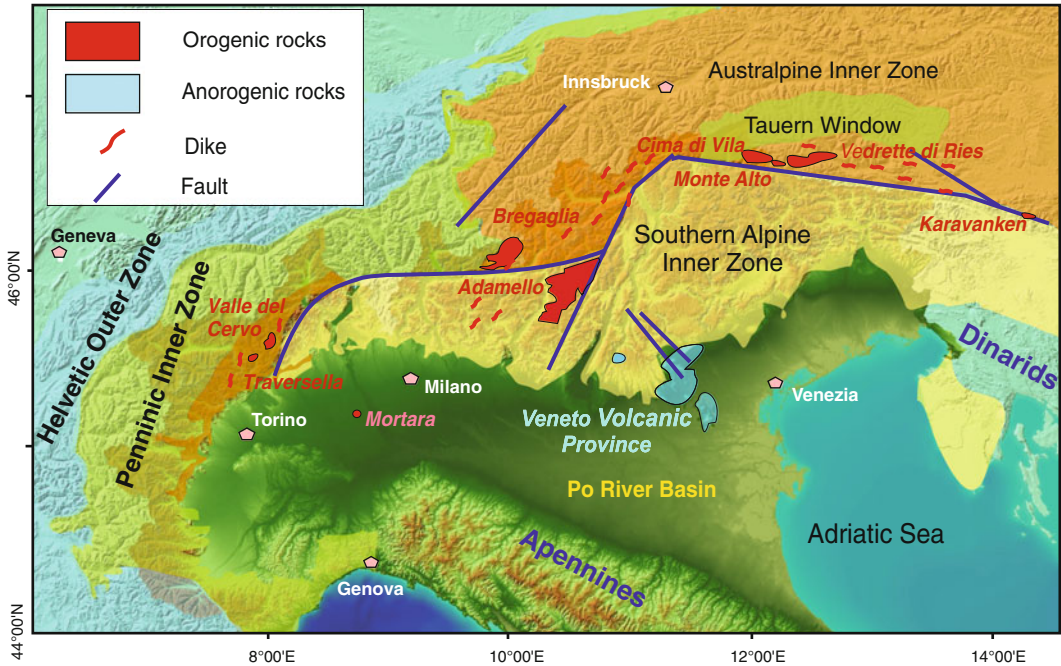 Orogenic rocks
Anorogenic rocks
Dike
Fault
Innsbruck
Australpine Inner Zone
Tauern Window
Cima di Vila
Vedrette di Ries
Monte Alto
Karavanken
Bregaglia
Southern Alpine
Inner Zone
Geneva
46°00'N
Adamello
Valle del
Cervo
Traversella
Helvetic Outer Zone
Penninic Inner Zone
Dinarids
Milano
Venezia
Torino
Mortara
Veneto Volcanic
Province
Po River Basin
Adriatic Sea
Apennines
Genova
44°00'N
8°00'E
10°00'E
12°00'E
14°00'E